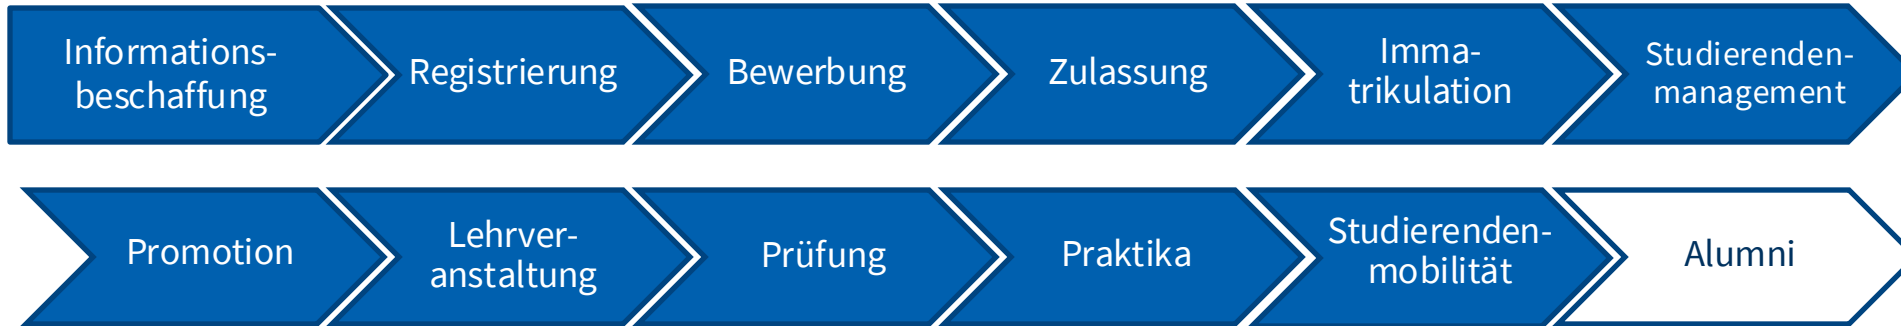 Informations-
beschaffung
Registrierung
Bewerbung
Zulassung
Imma-
trikulation
Studierenden-
management
Promotion
Lehrver-
anstaltung
Prüfung
Praktika
Studierenden-
mobilität
Alumni